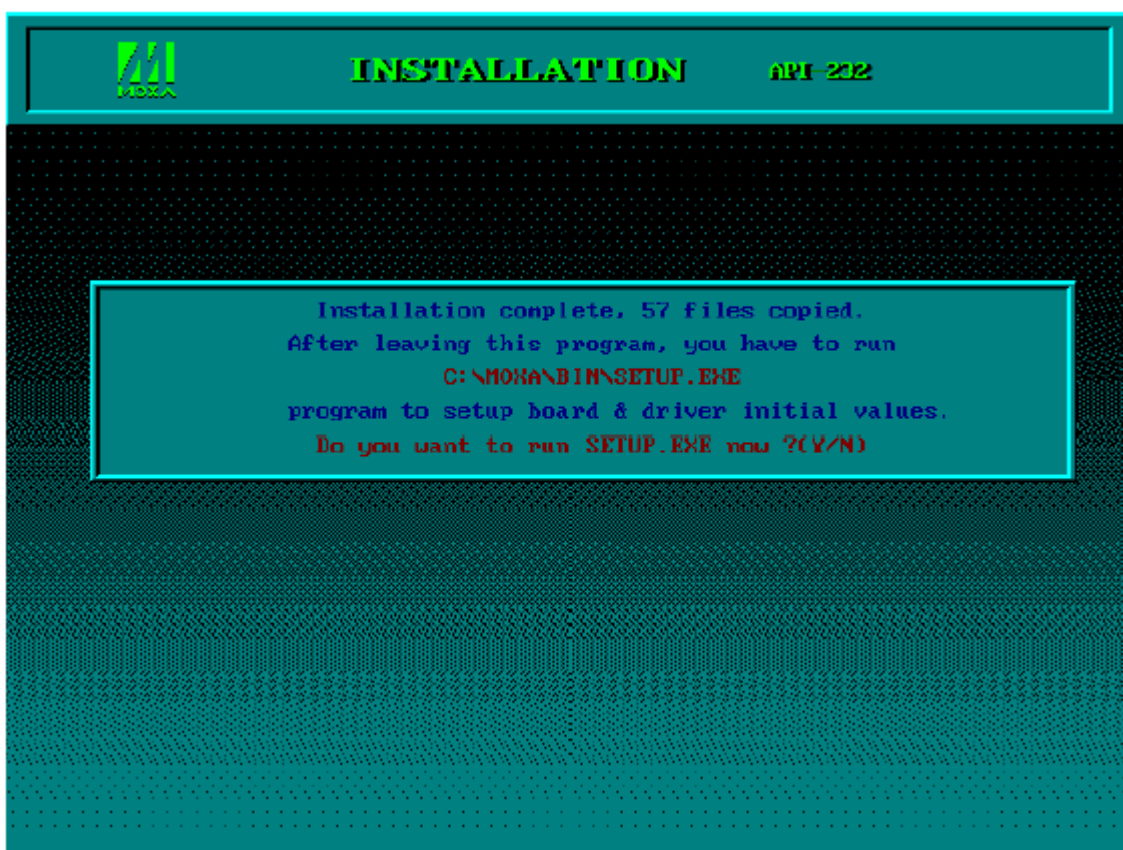 MOXA
INSTALLATION API-232
Installation complete, 57 files copied.
After leaving this program, you have to run
C:\MOXA\BIN\SETUP.EXE
program to setup board & driver initial values.
Do you want to run SETUP.EXE now ?(Y/N)